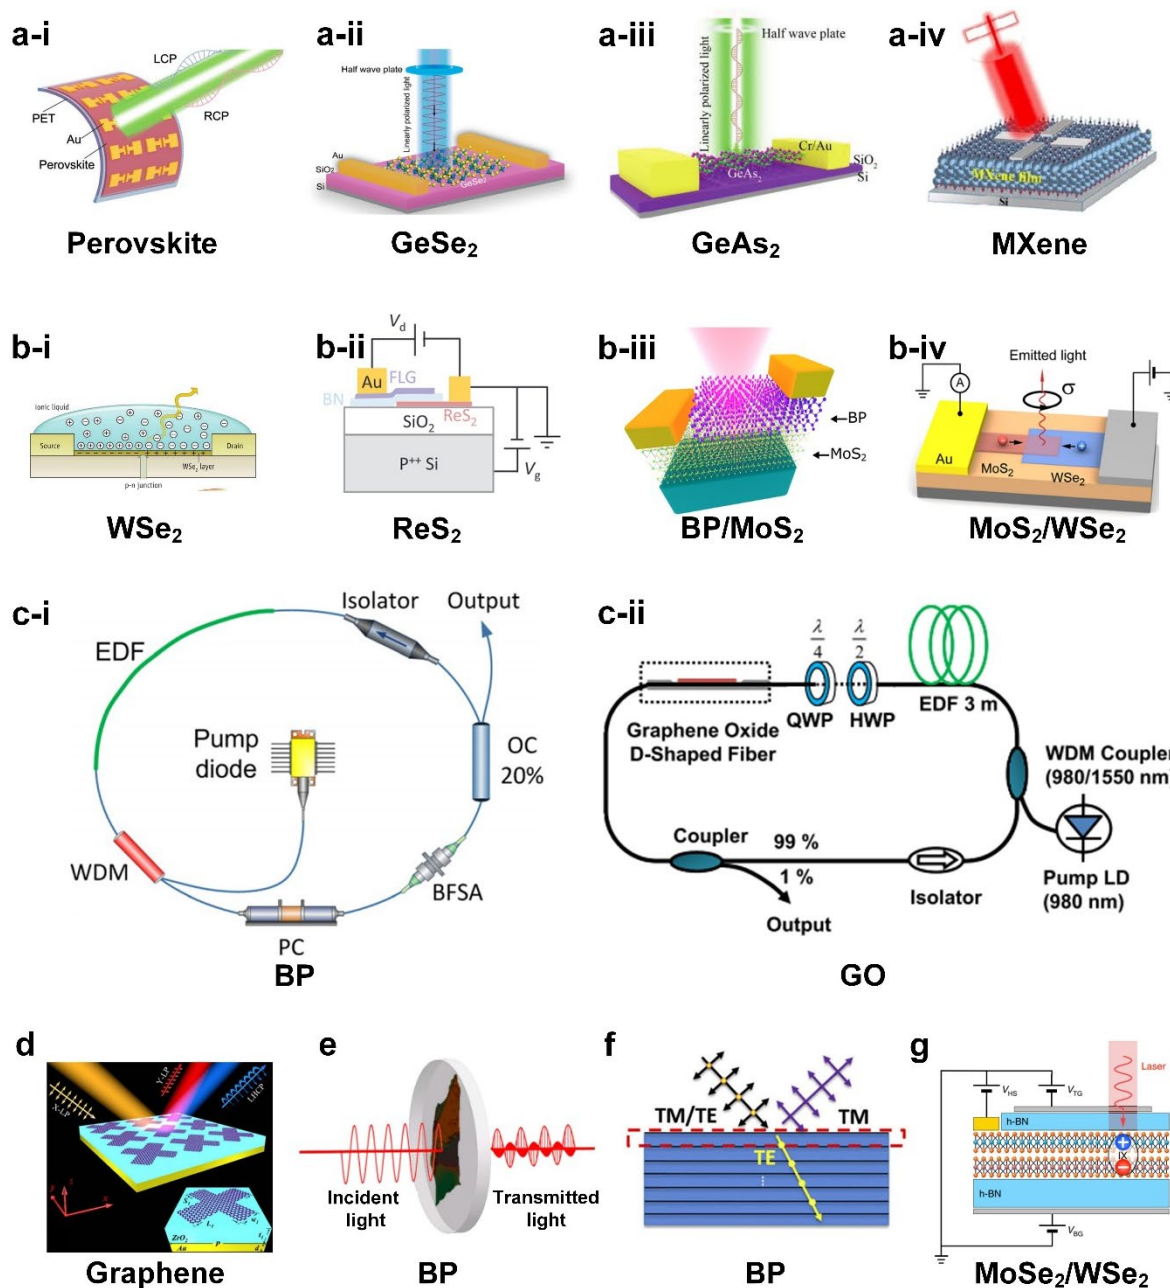 a-i
LCP
RCP
PET
Au
Perovskite
Perovskite
a-ii
Half wave plate
Linearly polarized light
Au
SiO₂
Si
GeSe₂
GeSe₂
a-iii
Half wave plate
Linearly polarized light
Cr/Au
SiO₂
Si
GeAs₂
GeAs₂
a-iv
MXene film
Si
MXene
b-i
ionic liquid
Source
Drain
WSe₂ layer
p-n junction
WSe₂
b-ii
Vd
Au
FLG
BN
ReS₂
SiO₂
P⁺⁺ Si
Vg
ReS₂
b-iii
BP
MoS₂
BP/MoS₂
b-iv
Emitted light
A
σ
Au
MoS₂
WSe₂
MoS₂/WSe₂
c-i
Isolator
Output
EDF
Pump
diode
OC
20%
WDM
BFSA
PC
BP
c-ii
λ/4
λ/2
QWP
HWP
EDF 3 m
Graphene Oxide
D-Shaped Fiber
WDM Coupler
(980/1550 nm)
Coupler
99 %
1 %
Isolator
Output
Pump LD
(980 nm)
GO
d
X-LP
Y-LP
LHCP
ZrO₂
Au
P
Graphene
e
Incident
light
Transmitted
light
BP
f
TM/TE
TM
TE
BP
g
Laser
VHS
VTG
h-BN
IX
h-BN
VBG
MoSe₂/WSe₂